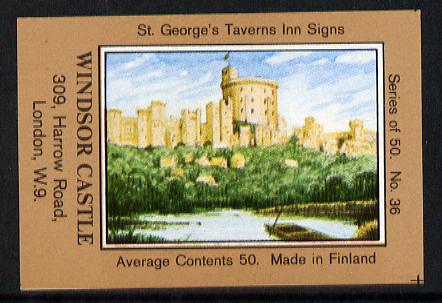 St. George's Taverns Inn Signs
WINDSOR CASTLE
309, Harrow Road,
London, W.9.
Series of 50. No. 36
Average Contents 50. Made in Finland